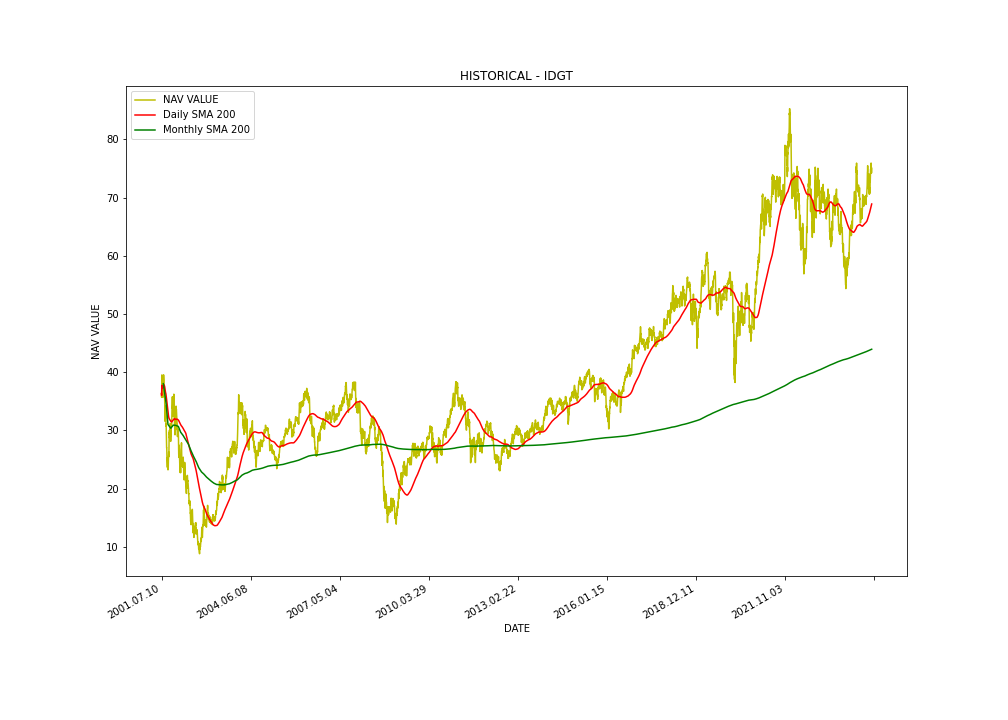 HISTORICAL - IDGT
NAV VALUE
Daily SMA 200
Monthly SMA 200
80
70
60
50
40
30
20
10
NAV VALUE
2001.07.10
2004.06.08
2007.05.04
2010.03.29
2013.02.22
2016.01.15
2018.12.11
2021.11.03
DATE